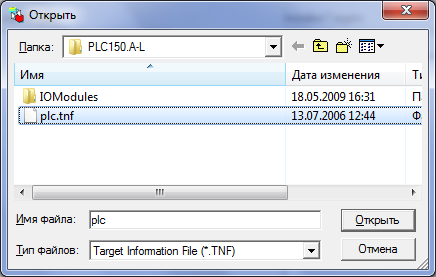 Открыть
Папка: PLC150.A-L
Имя Дата изменения Ти
IOModules 18.05.2009 16:31 П
plc.tnf 13.07.2006 12:44 Ф
Имя файла: plc Открыть
Тип файлов: Target Information File (*.TNF) Отмена